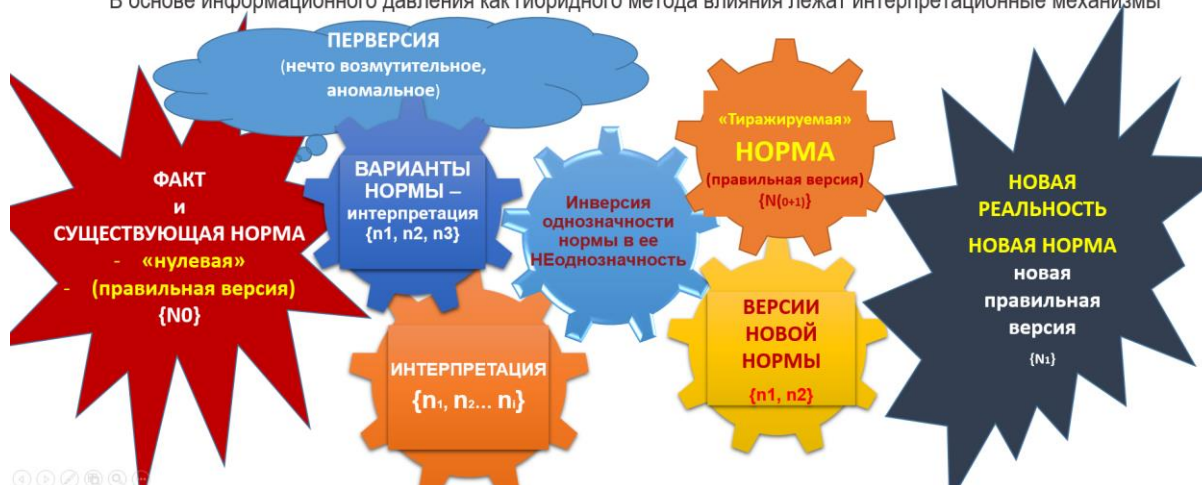 В основе информационного давления как гибридного метода влияния лежат интерпретационные механизмы
ПЕРВЕРСИЯ
(нечто возмутительное,
аномальное)
ФАКТ
и
СУЩЕСТВУЮЩАЯ НОРМА
- «нулевая»
- (правильная версия)
{N0}
ВАРИАНТЫ
НОРМЫ –
интерпретация
{n1, n2, n3}
ИНТЕРПРЕТАЦИЯ
{n₁, n₂... nᵢ}
Инверсия
однозначности
нормы в ее
НЕоднозначность
«Тиражируемая»
НОРМА
(правильная версия)
{N(0+1)}
ВЕРСИИ
НОВОЙ
НОРМЫ
{n1, n2}
НОВАЯ
РЕАЛЬНОСТЬ
НОВАЯ НОРМА
новая
правильная
версия
{N₁}